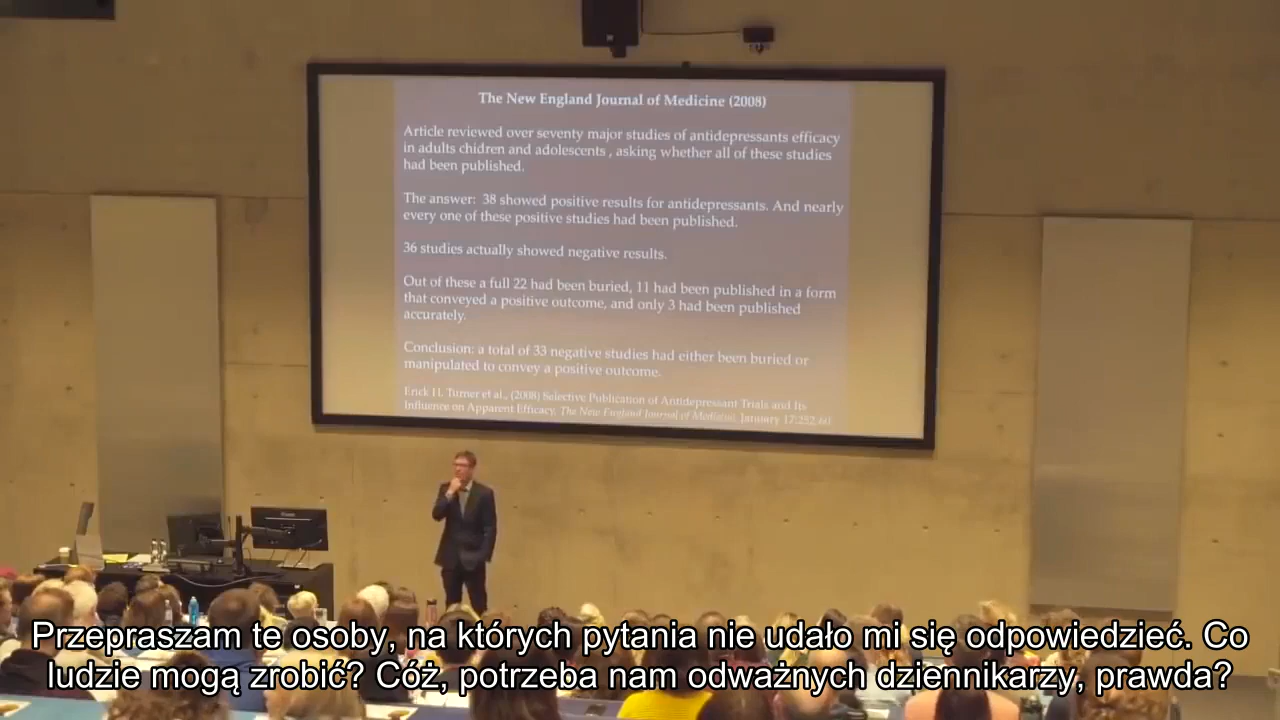 The New England Journal of Medicine (2008)
Article reviewed over seventy major studies of antidepressants efficacy
in adults chidren and adolescents , asking whether all of these studies
had been published.
The answer: 38 showed positive results for antidepressants. And nearly
every one of these positive studies had been published.
36 studies actually showed negative results.
Out of these a full 22 had been buried, 11 had been published in a form
that conveyed a positive outcome, and only 3 had been published
accurately.
Conclusion: a total of 33 negative studies had either been buried or
manipulated to convey a positive outcome.
Erick H. Turner et al., (2008) Selective Publication of Antidepressant Trials and Its
Influence on Apparent Efficacy. The New England Journal of Medicine. January 17:252-60
Przepraszam te osoby, na których pytania nie udało mi się odpowiedzieć. Co
ludzie mogą zrobić? Cóż, potrzeba nam odważnych dziennikarzy, prawda?